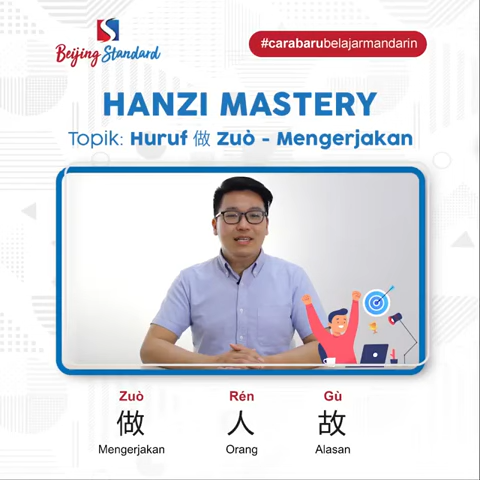 Beijing Standard
#carabarubelajarmandarin
HANZI MASTERY
Topik: Huruf 做 Zuò - Mengerjakan
Zuò Rén Gù
做 人 故
Mengerjakan Orang Alasan